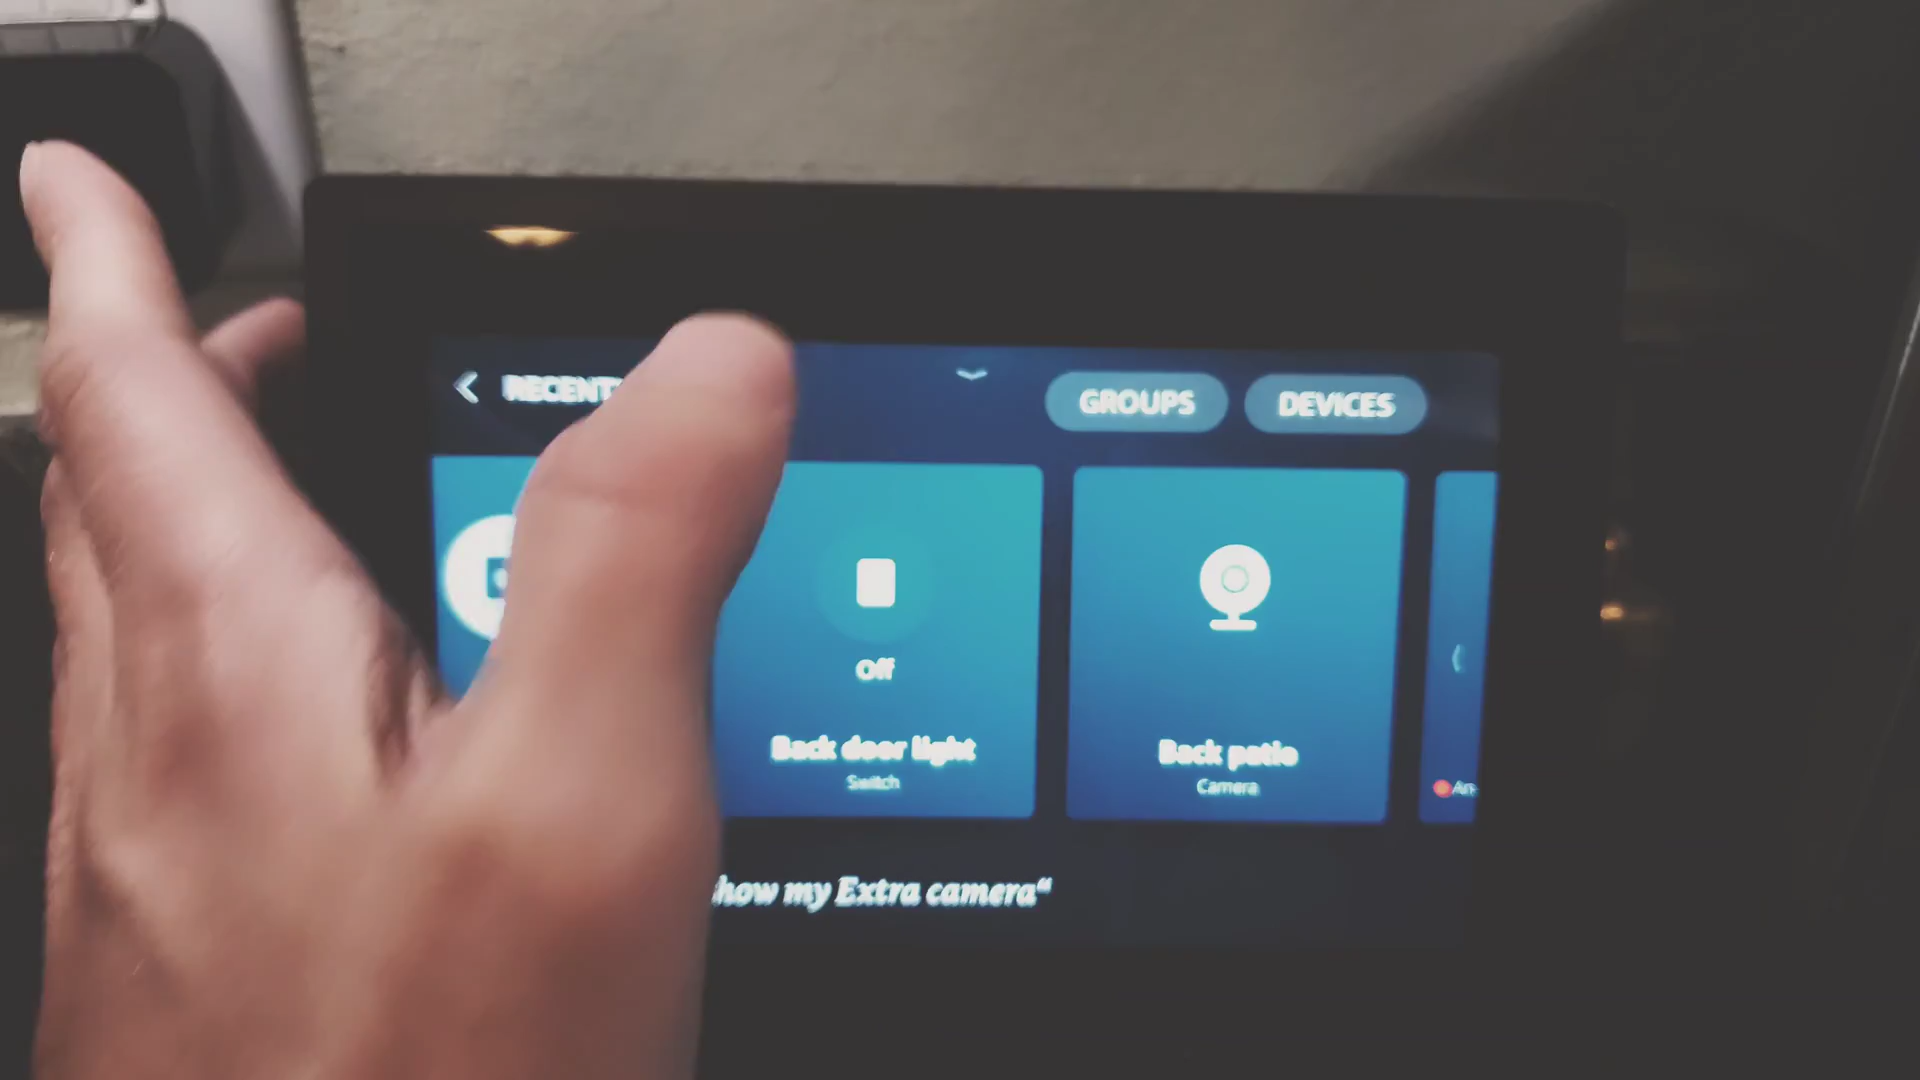 RECENT
GROUPS
DEVICES
Off
Back door light
Switch
Back patio
Camera
how my Extra camera"